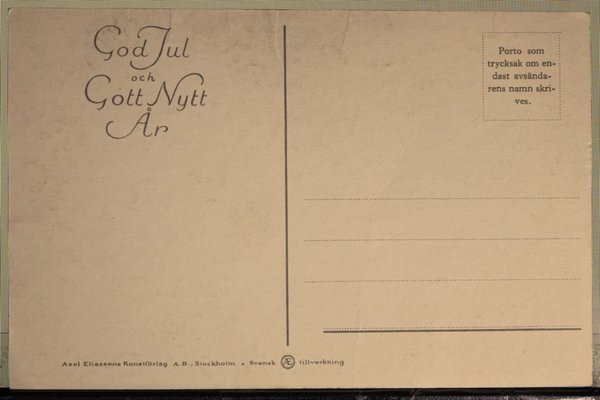 God Jul
och
Gott Nytt
År
Porto som
trycksak om en-
dast avsända-
rens namn skri-
ves.
Axel Eliassons Konstförlag A.B., Stockholm • Svensk Æ tillverkning